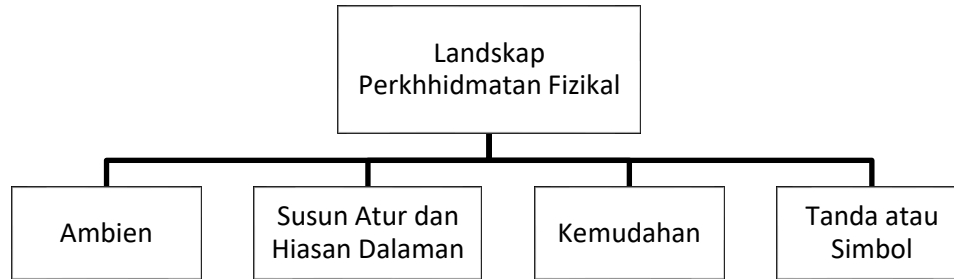 Landskap
Perkhhidmatan Fizikal
Ambien
Susun Atur dan
Hiasan Dalaman
Kemudahan
Tanda atau
Simbol